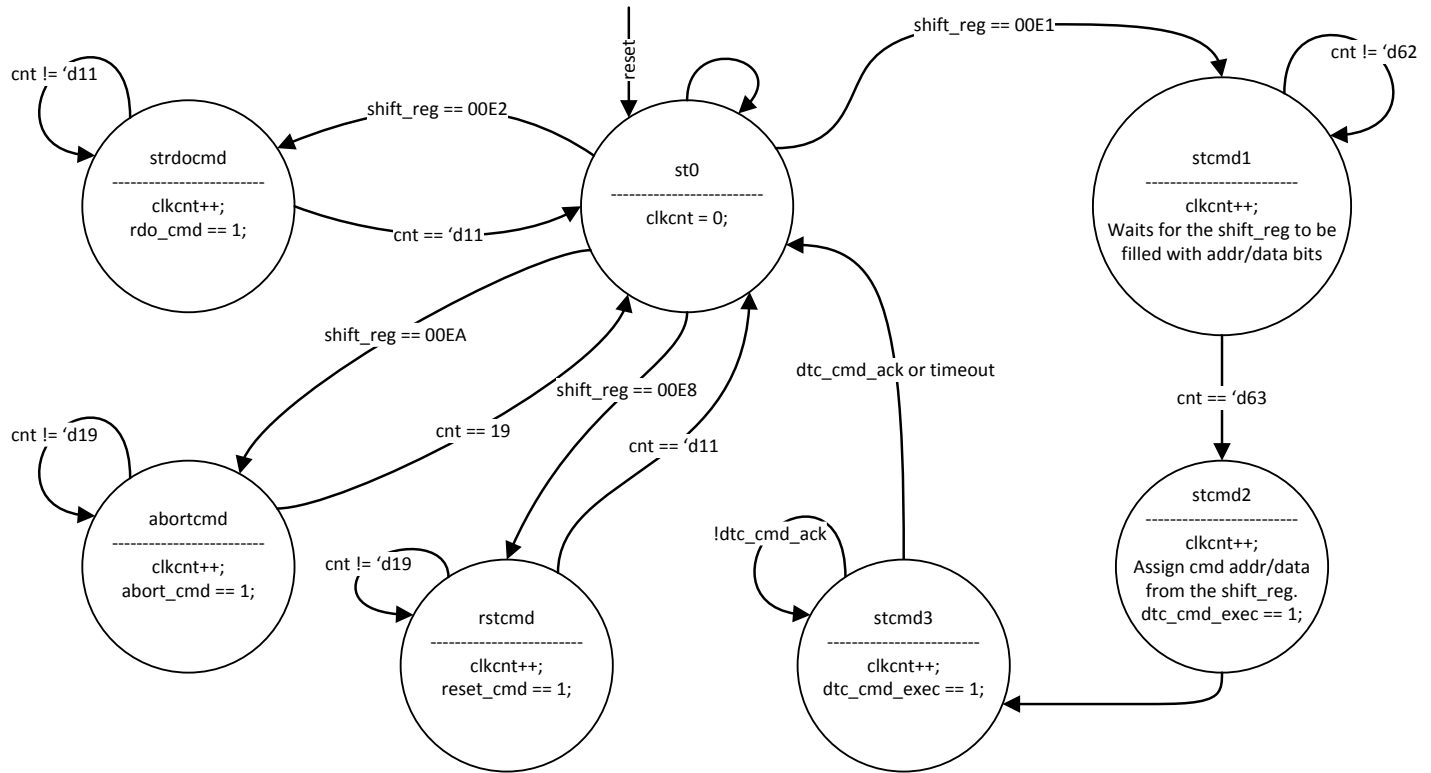 reset
shift_reg == 00E1
cnt != ‘d11
cnt != ‘d62
shift_reg == 00E2
strdocmd
--------------------------
clkcnt++;
rdo_cmd == 1;
st0
--------------------------
clkcnt = 0;
stcmd1
--------------------------
clkcnt++;
Waits for the shift_reg to be
filled with addr/data bits
cnt == ‘d11
shift_reg == 00EA
shift_reg == 00E8
dtc_cmd_ack or timeout
cnt == ‘d63
cnt != ‘d19
cnt == 19
cnt == ‘d11
abortcmd
--------------------------
clkcnt++;
abort_cmd == 1;
cnt != ‘d19
rstcmd
--------------------------
clkcnt++;
reset_cmd == 1;
!dtc_cmd_ack
stcmd3
--------------------------
clkcnt++;
dtc_cmd_exec == 1;
stcmd2
--------------------------
clkcnt++;
Assign cmd addr/data
from the shift_reg.
dtc_cmd_exec == 1;